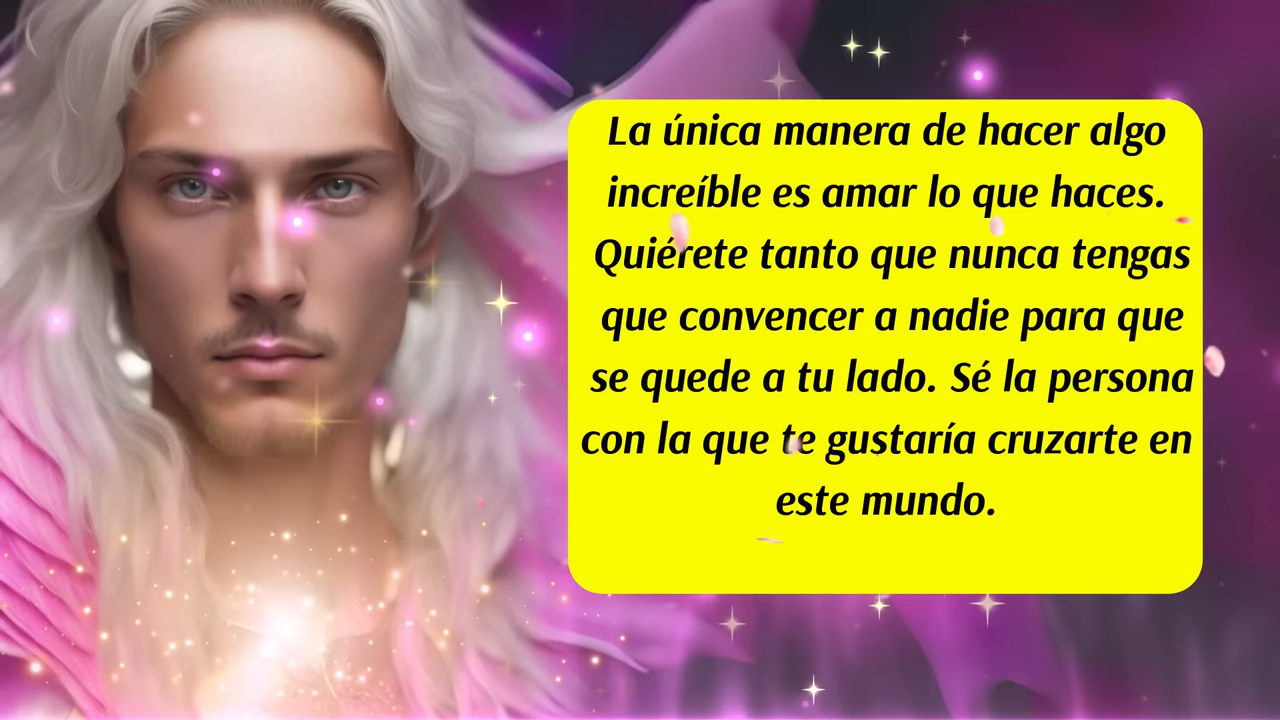 La única manera de hacer algo
increíble es amar lo que haces.
Quiérete tanto que nunca tengas
que convencer a nadie para que
se quede a tu lado. Sé la persona
con la que te gustaría cruzarte en
este mundo.